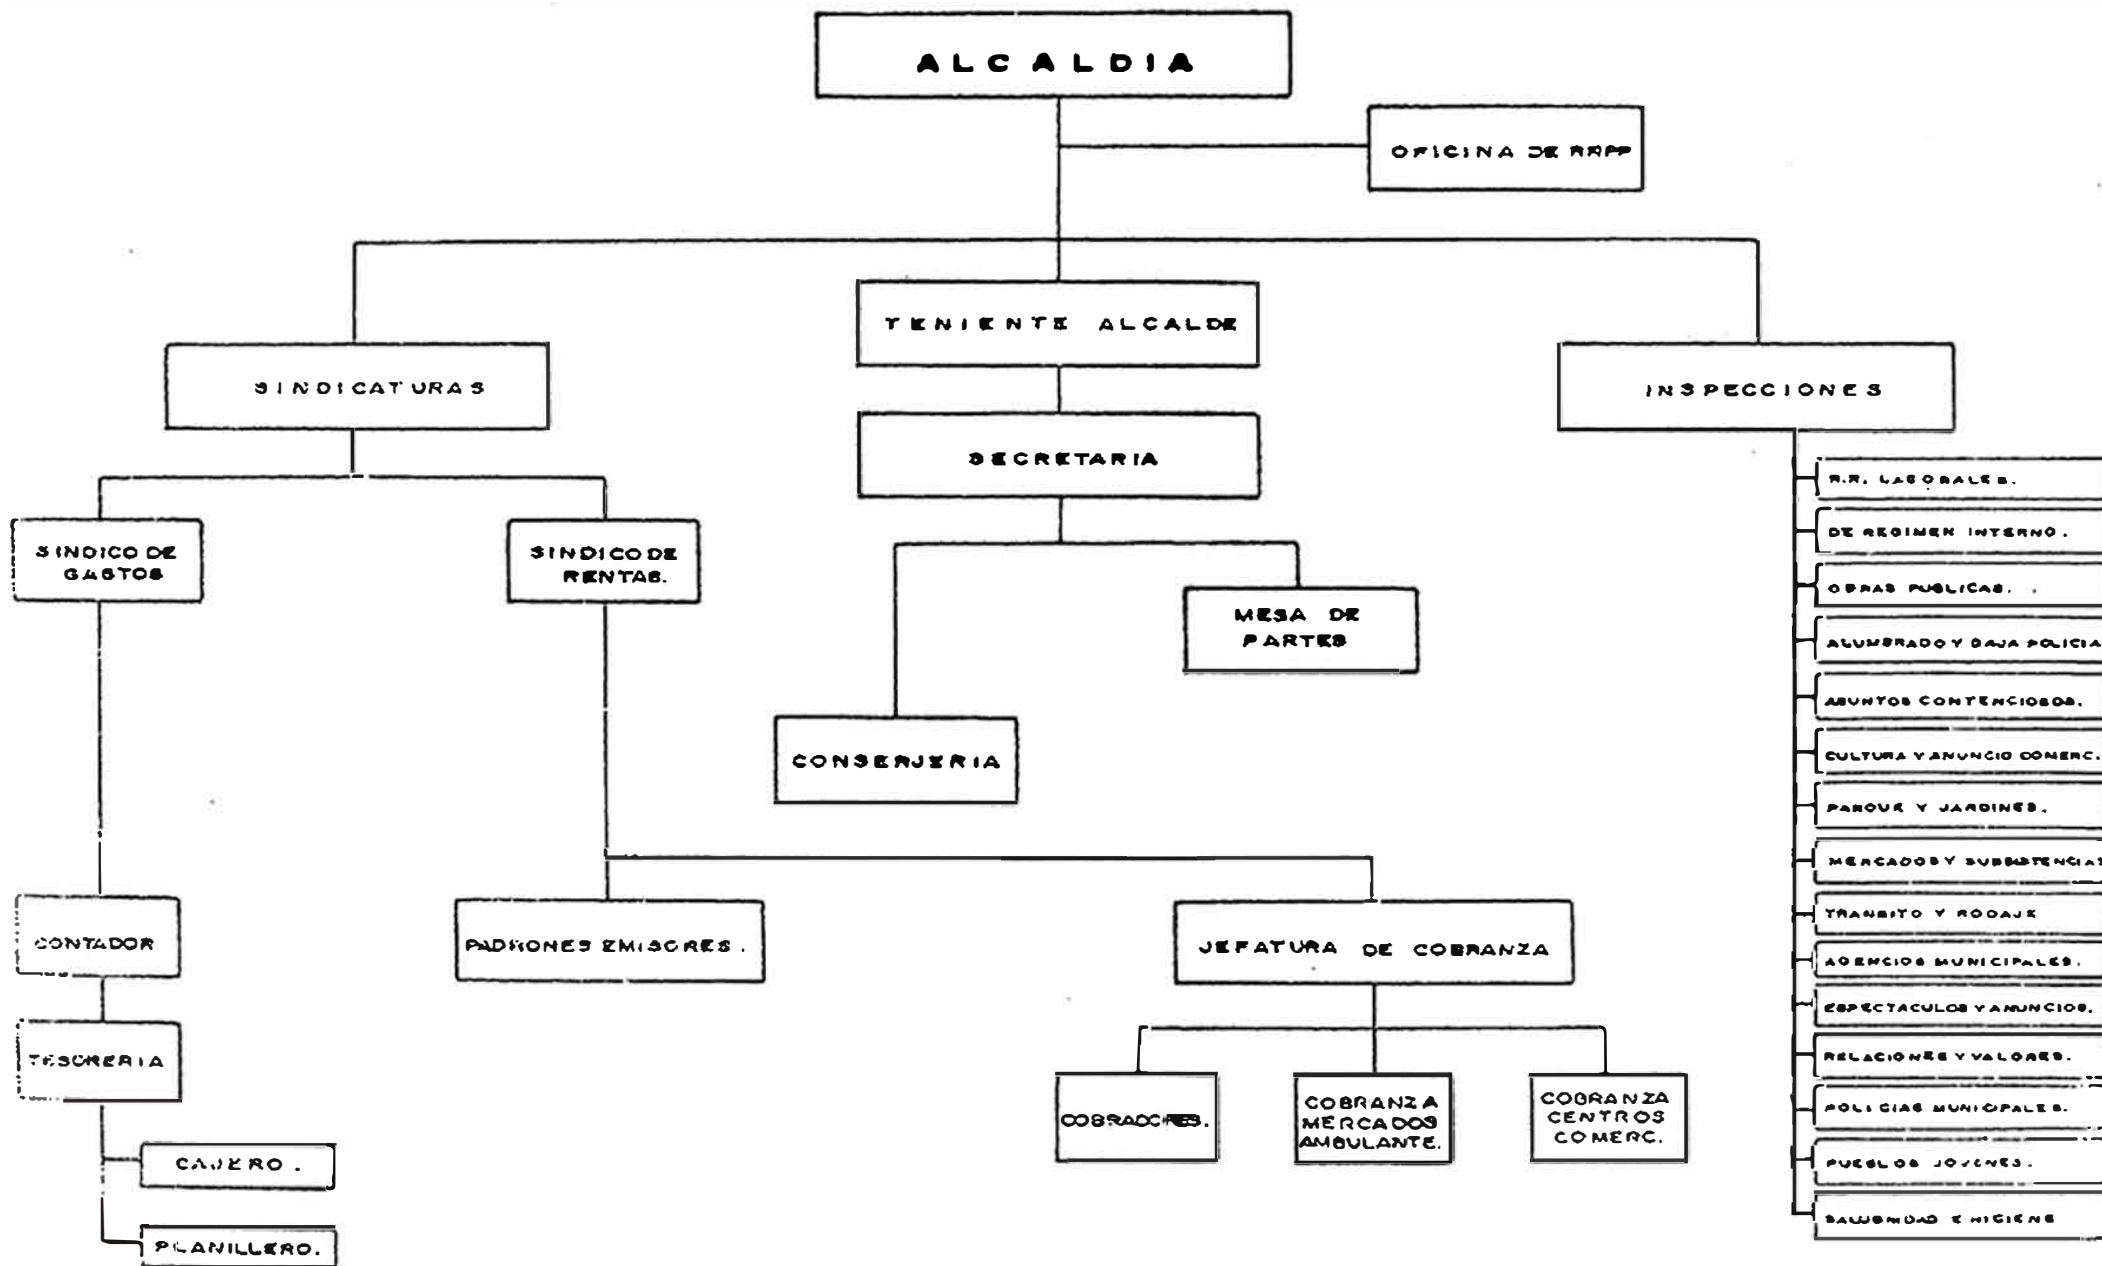 ALCALDIA
OFICINA DE RRPP
TENIENTE ALCALDE
SINDICATURAS
INSPECCIONES
SECRETARIA
SINDICO DE
GASTOS
SINDICO DE
RENTAS.
MESA DE
PARTES
CONSERJERIA
CONTADOR
PADRONES EMISORES.
JEFATURA DE COBRANZA
TESORERIA
COBRADORES.
COBRANZA
MERCADOS
AMBULANTE.
COBRANZA
CENTROS
COMERC.
CAJERO.
PLANILLERO.
R.R. LABORALES.
DE REGIMEN INTERNO.
OBRAS PUBLICAS.
ALUMBRADO Y BAJA POLICIA
ASUNTOS CONTENCIOSOS.
CULTURA Y ANUNCIO COMERC.
PARQUE Y JARDINES.
MERCADOS Y SUBSISTENCIAS
TRANSITO Y RODAJE
AGENCIOS MUNICIPALES.
ESPECTACULOS Y ANUNCIOS.
RELACIONES Y VALORES.
POLICIAS MUNICIPALES.
PUEBLOS JOVENES.
SALUBRIDAD E HIGIENE